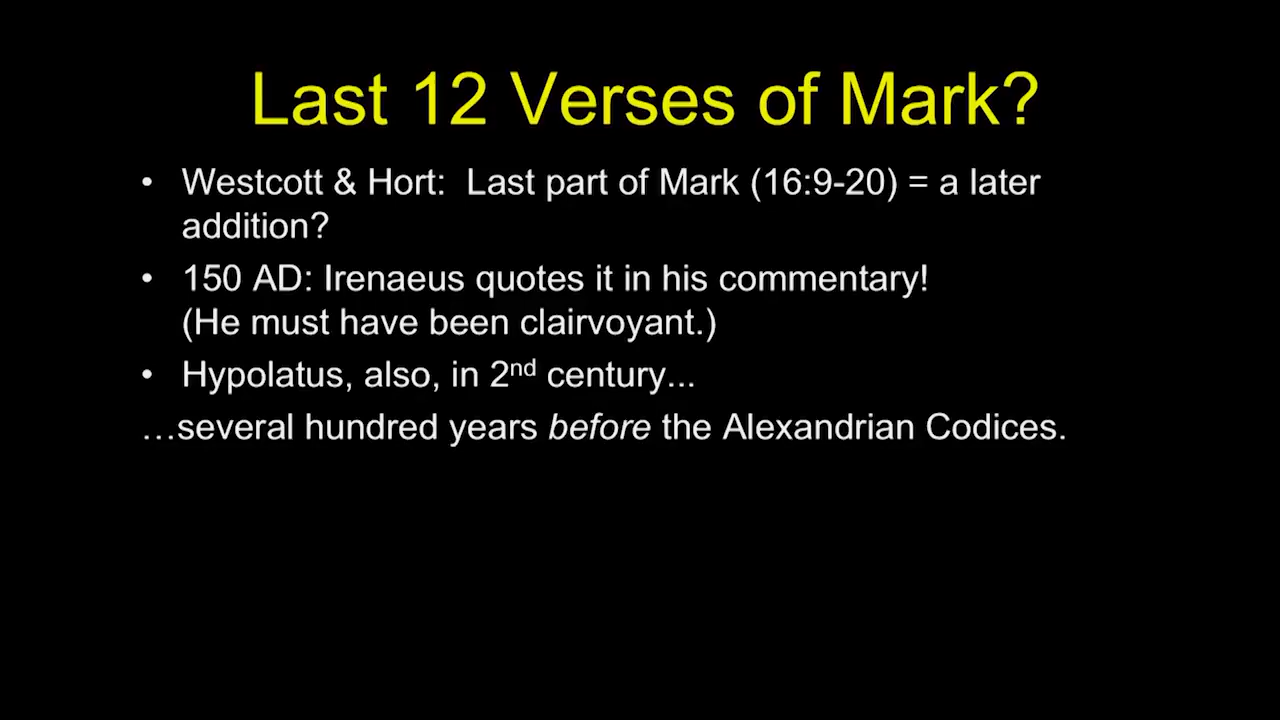 Last 12 Verses of Mark?
• Westcott & Hort: Last part of Mark (16:9-20) = a later
addition?
• 150 AD: Irenaeus quotes it in his commentary!
(He must have been clairvoyant.)
• Hypolatus, also, in 2nd century...
…several hundred years before the Alexandrian Codices.